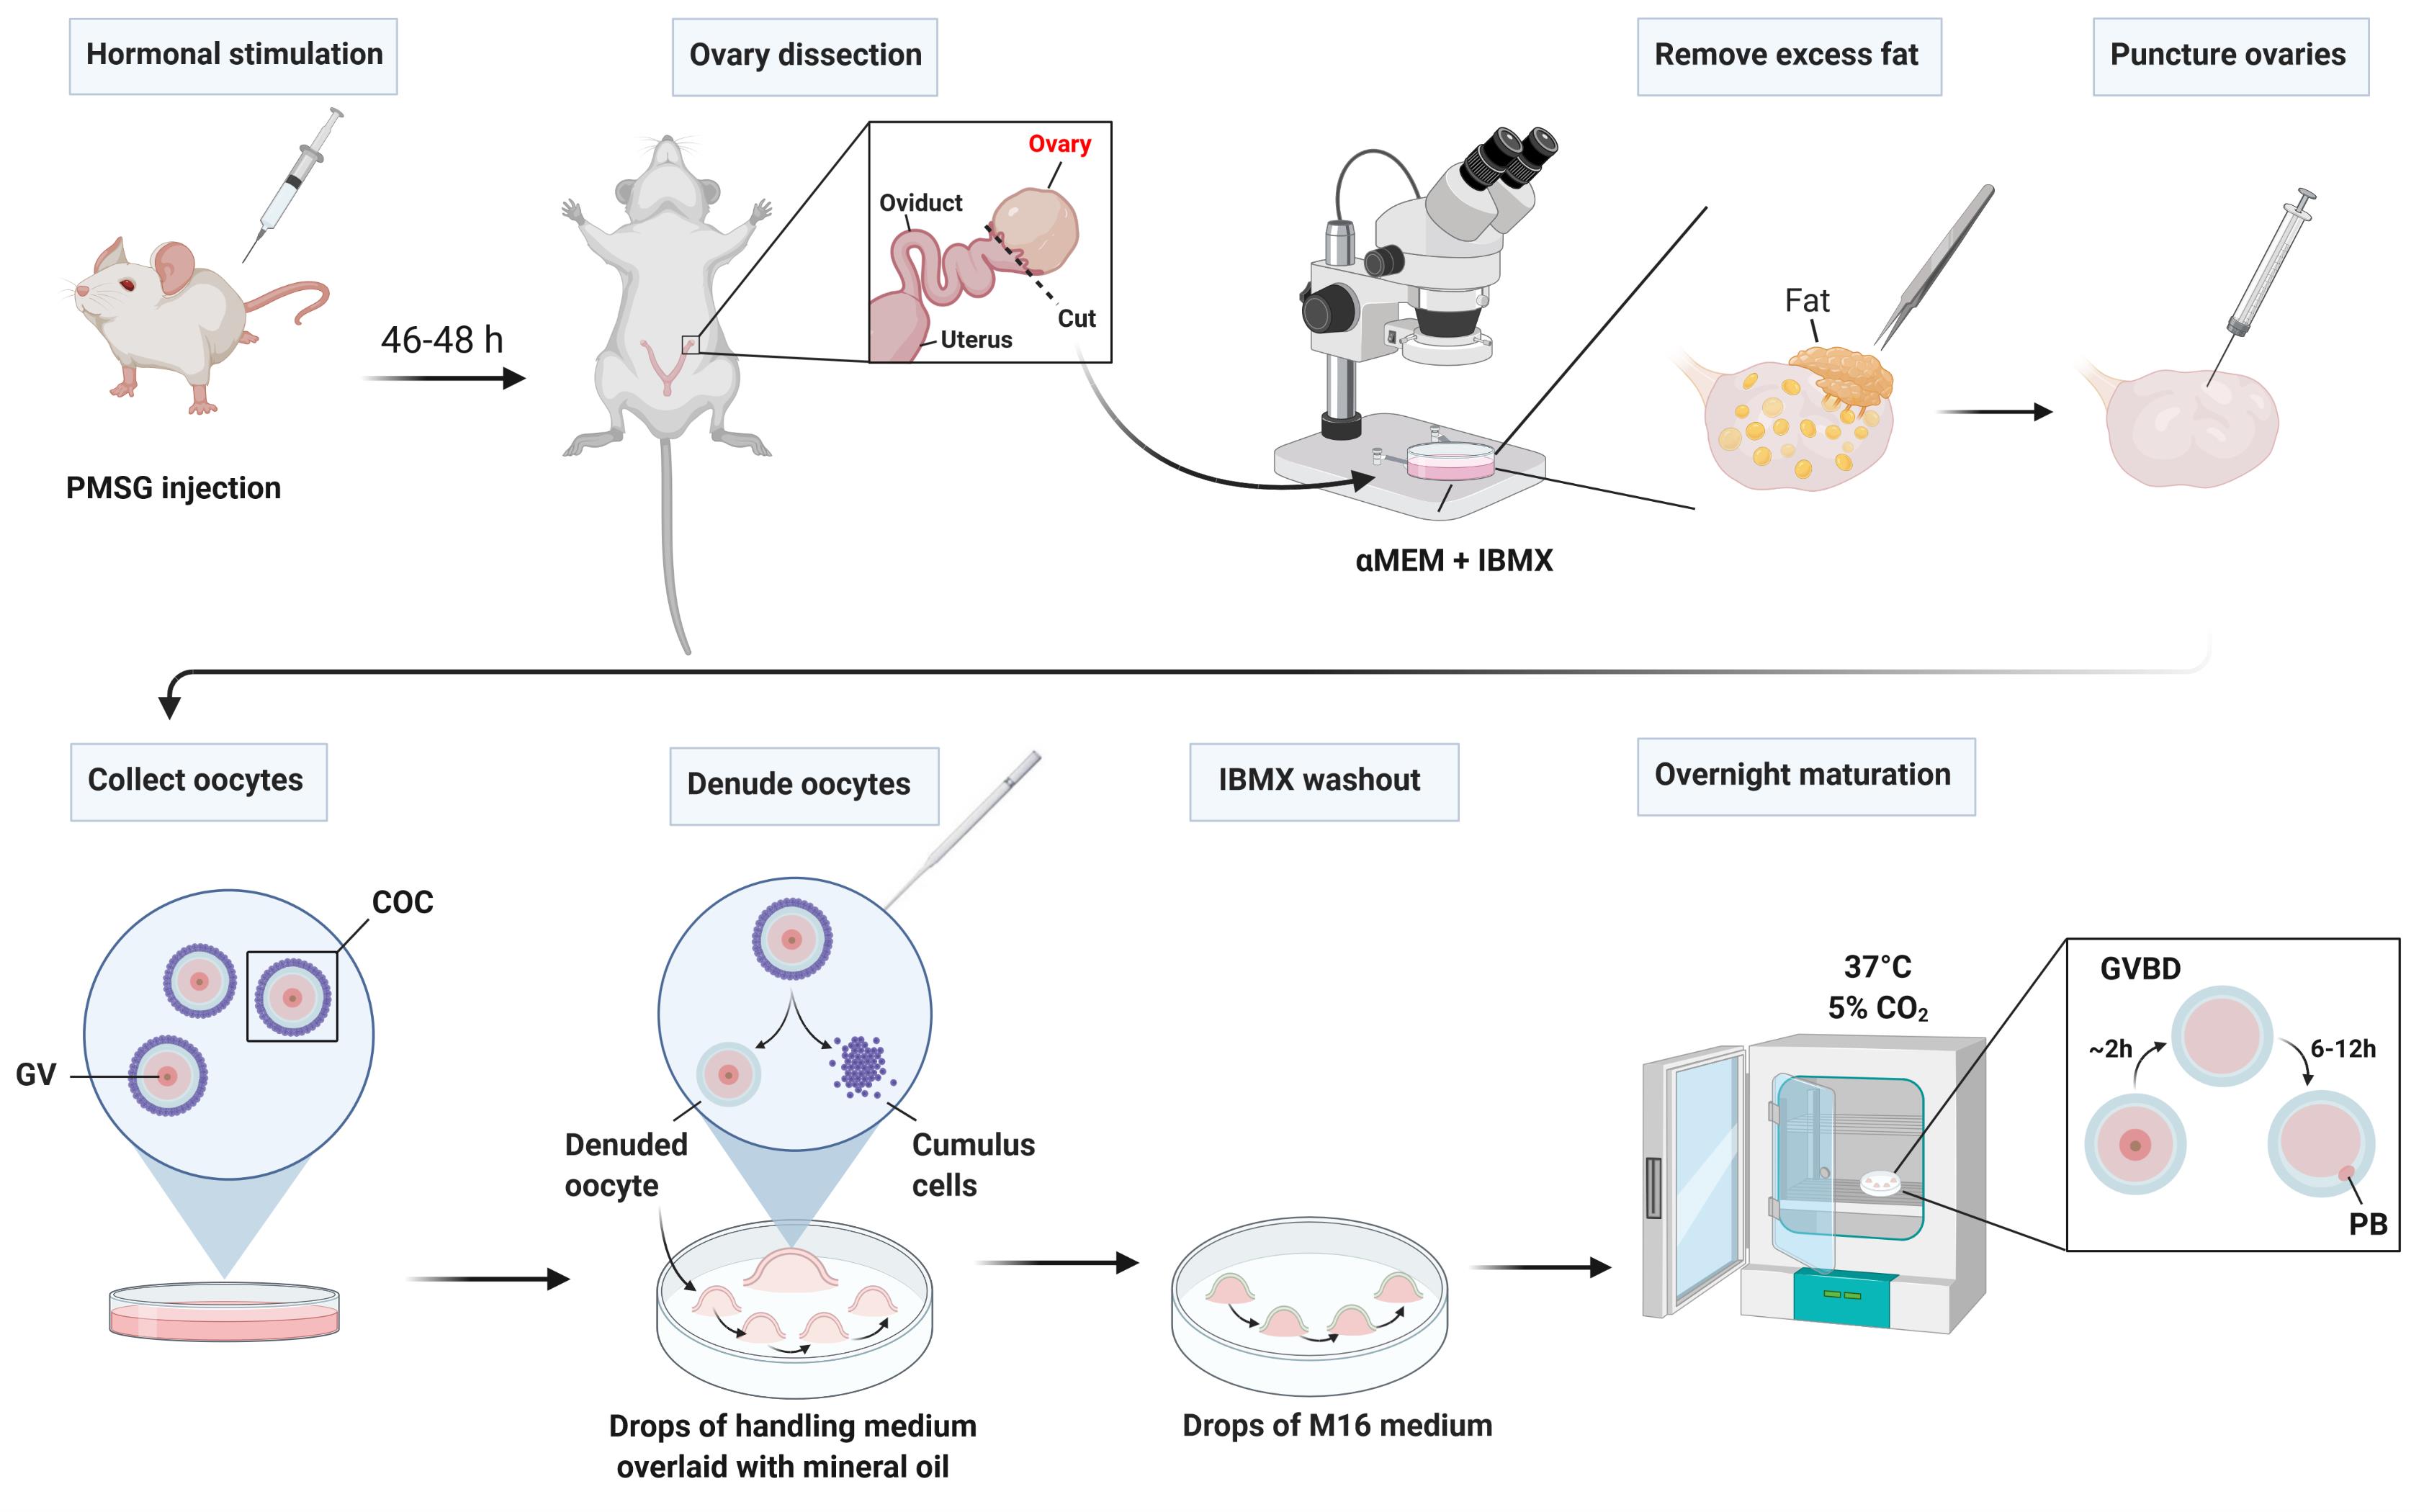 Hormonal stimulation
Ovary dissection
Remove excess fat
Puncture ovaries
Ovary
Oviduct
Cut
Uterus
46-48 h
Fat
PMSG injection
αMEM + IBMX
Collect oocytes
Denude oocytes
IBMX washout
Overnight maturation
COC
GV
Denuded
oocyte
Cumulus
cells
37°C
5% CO₂
GVBD
~2h
6-12h
PB
Drops of handling medium
overlaid with mineral oil
Drops of M16 medium